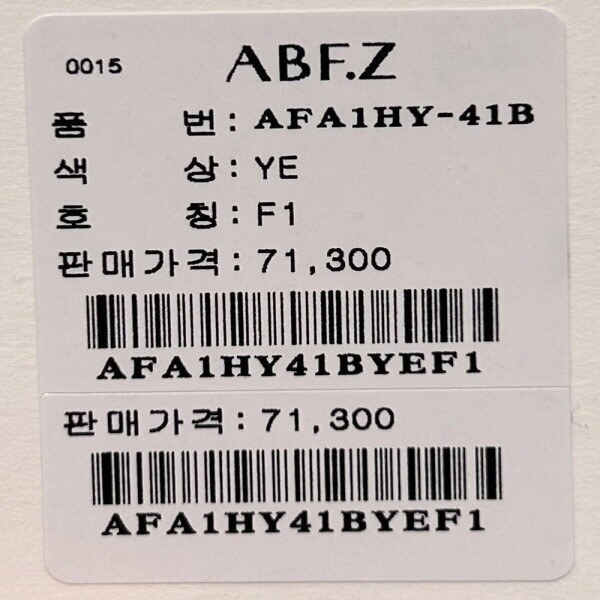 0015 ABF.Z
품 번 : AFA1HY-41B
색 상 : YE
호 칭 : F1
판매가격 : 71,300
AFA1HY41BYEF1
판매가격 : 71,300
AFA1HY41BYEF1